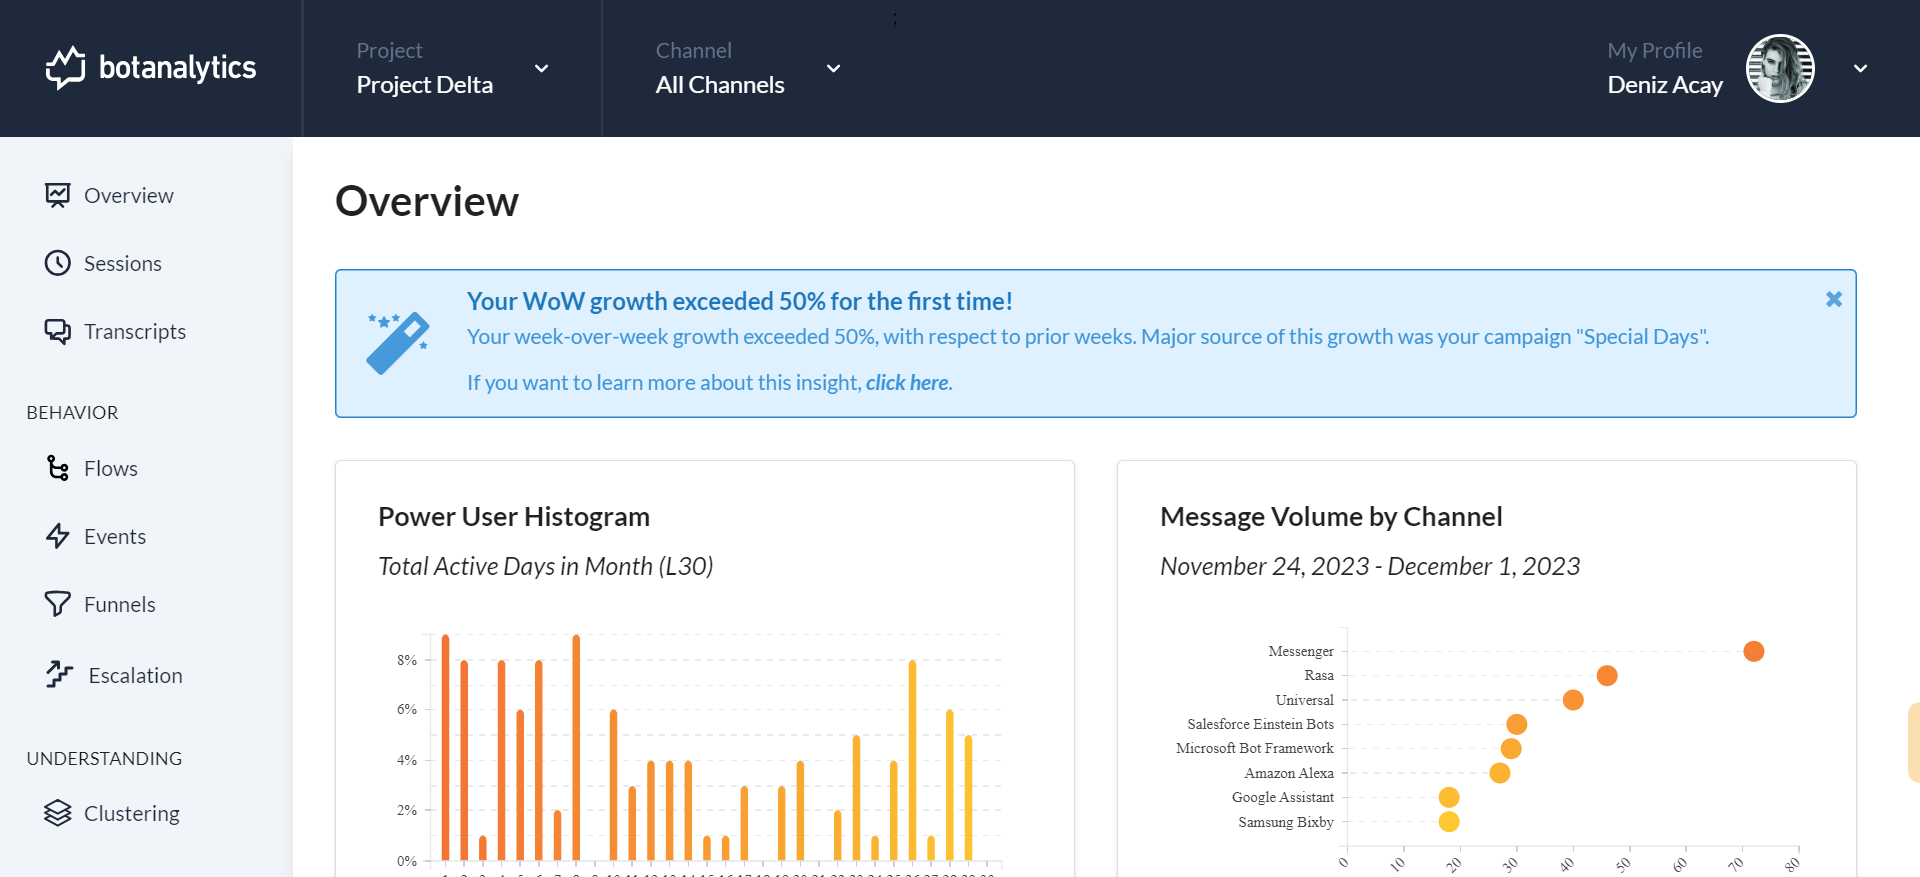 ;
botanalytics
Project
Project Delta
Channel
All Channels
My Profile
Deniz Acay
Overview
Sessions
Transcripts
BEHAVIOR
Flows
Events
Funnels
Escalation
UNDERSTANDING
Clustering
Overview
Your WoW growth exceeded 50% for the first time!
Your week-over-week growth exceeded 50%, with respect to prior weeks. Major source of this growth was your campaign "Special Days".
If you want to learn more about this insight, click here.
Power User Histogram
Total Active Days in Month (L30)
8%
6%
4%
2%
0%
Message Volume by Channel
November 24, 2023 - December 1, 2023
Messenger
Rasa
Universal
Salesforce Einstein Bots
Microsoft Bot Framework
Amazon Alexa
Google Assistant
Samsung Bixby
0 10 20 30 40 50 60 70 80